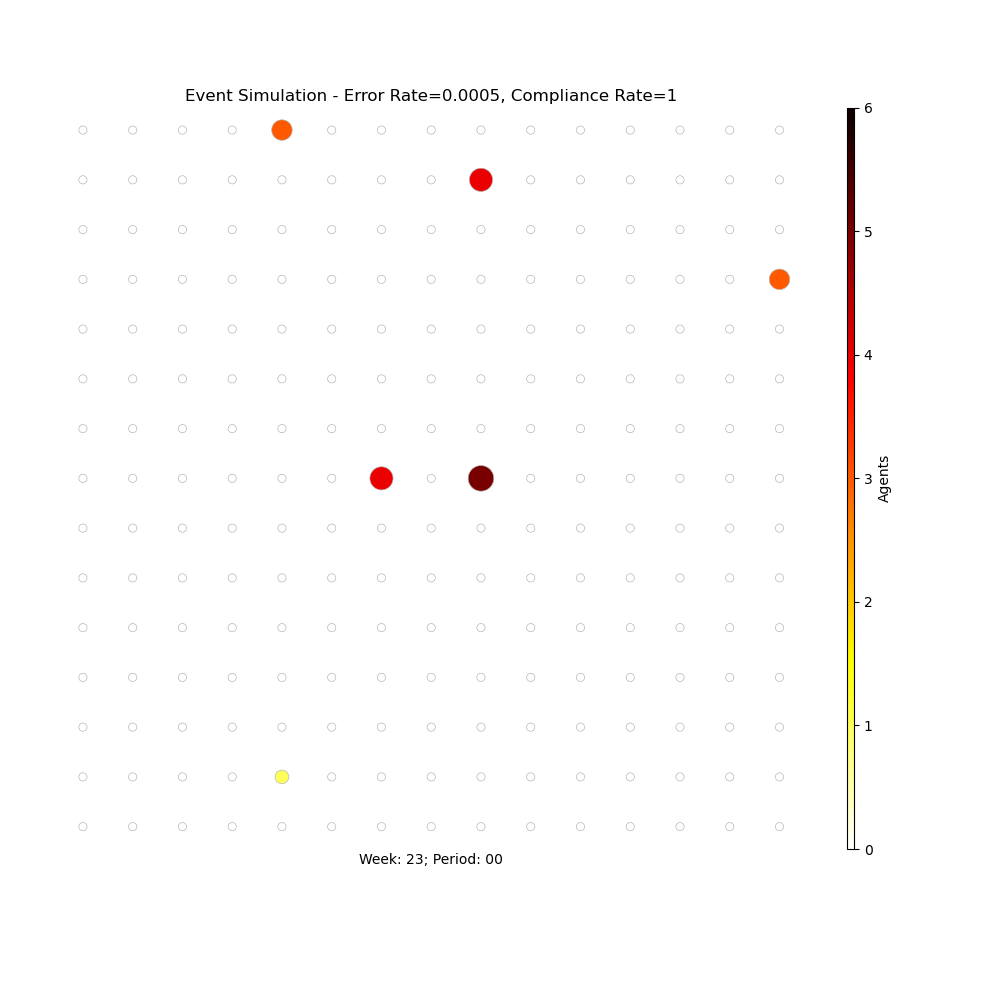 Event Simulation - Error Rate=0.0005, Compliance Rate=1
6
5
4
3
2
1
0
Agents
Week: 23; Period: 00